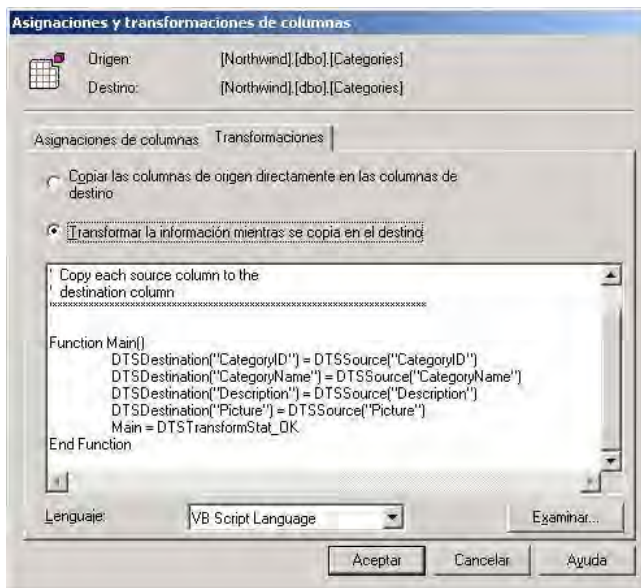 Asignaciones y transformaciones de columnas
Origen: [Northwind].[dbo].[Categories]
Destino: [Northwind].[dbo].[Categories]
Asignaciones de columnas Transformaciones
Copiar las columnas de origen directamente en las columnas de
destino
Transformar la información mientras se copia en el destino
' Copy each source column to the
' destination column
Function Main()
DTSDestination("CategoryID") = DTSSource("CategoryID")
DTSDestination("CategoryName") = DTSSource("CategoryName")
DTSDestination("Description") = DTSSource("Description")
DTSDestination("Picture") = DTSSource("Picture")
Main = DTSTransformStat_OK
End Function
Lenguaje: VB Script Language Examinar...
Aceptar Cancelar Ayuda